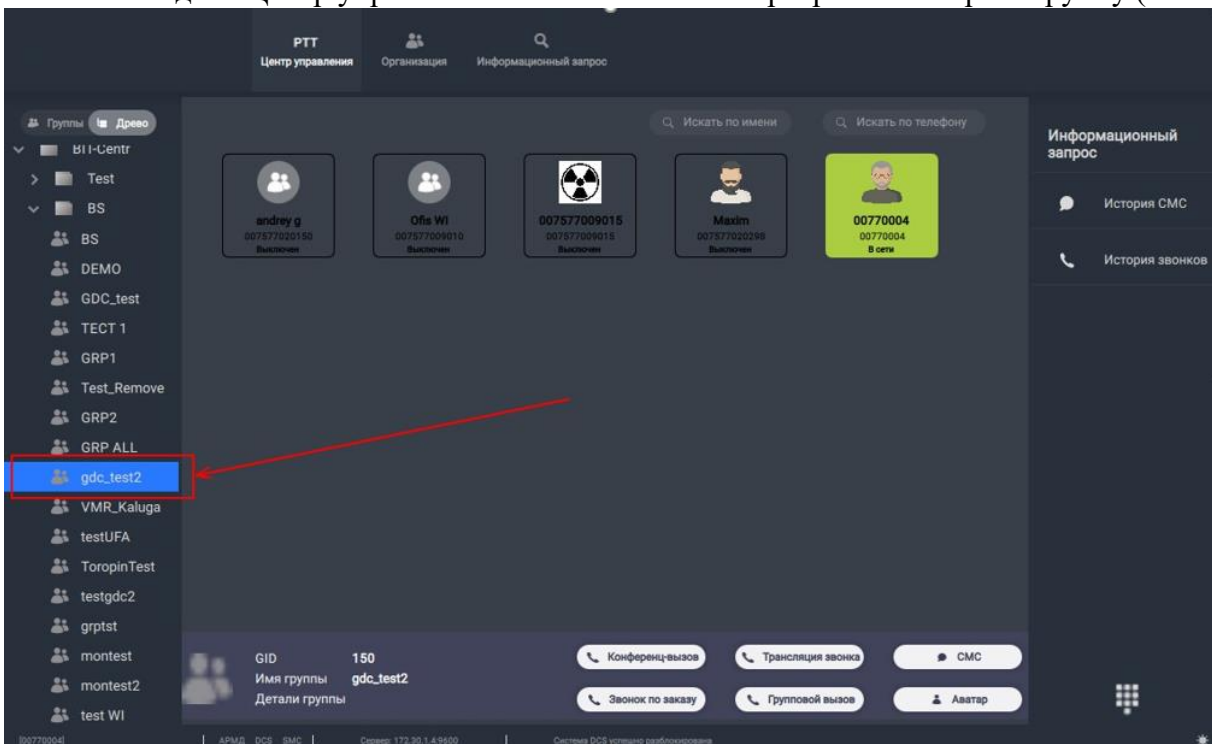 PTT
Центр управления
Организация
Информационный запрос
Группы
Древо
BTT-Centr
Test
BS
BS
DEMO
GDC_test
ТЕСТ 1
GRP1
Test_Remove
GRP2
GRP ALL
gdc_test2
VMR_Kaluga
testUFA
ToropinTest
testgdc2
grptst
montest
montest2
test WI
Искать по имени
Искать по телефону
andrey g
007577020150
Выключен
Ofis WI
007577009010
Выключен
007577009015
007577009015
Выключен
Maxim
007577020298
Выключен
00770004
00770004
В сети
GID 150
Имя группы gdc_test2
Детали группы
Конференц-вызов
Трансляция звонка
СМС
Звонок по заказу
Групповой вызов
Аватар
Информационный
запрос
История СМС
История звонков
[00770004] | АРМД DCS SMC | Сервер: 172.30.1.4:9600 | Система DCS успешно разблокирована